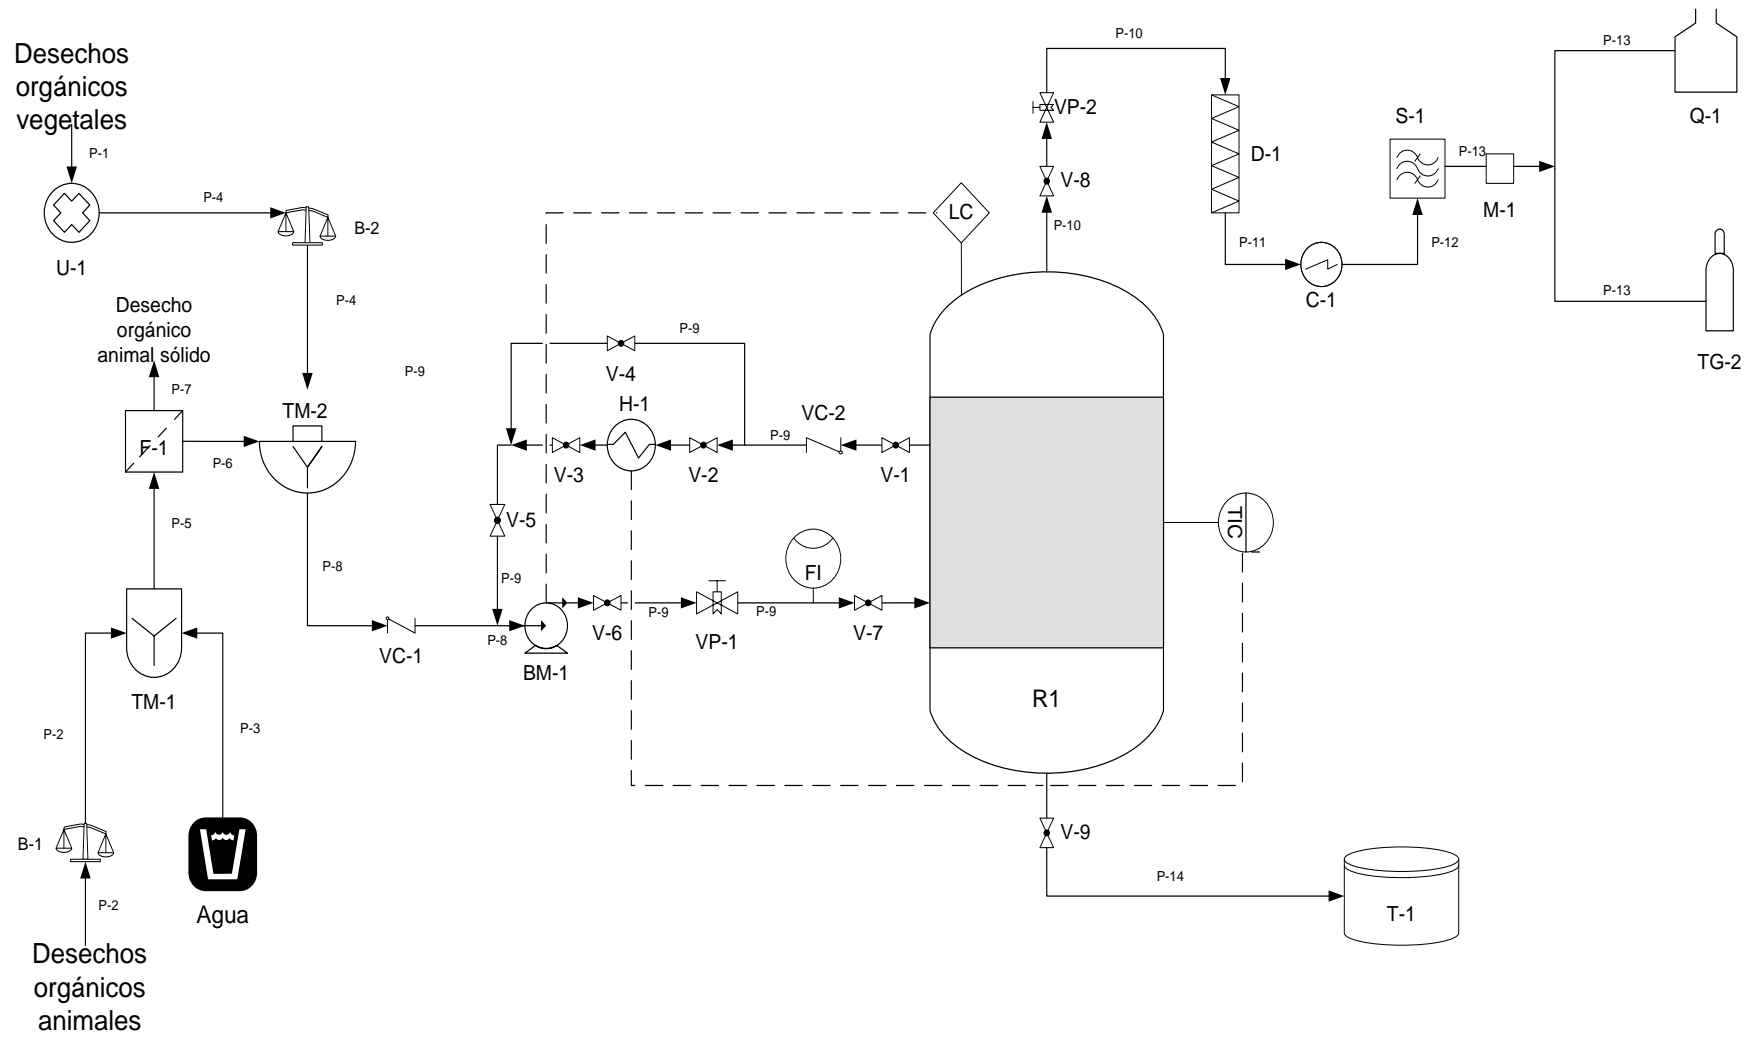 Desechos
orgánicos
vegetales
P-1
U-1
P-4
B-2
P-4
Desecho
orgánico
animal sólido
P-7
F-1
P-6
TM-2
P-5
TM-1
P-2
P-3
B-1
P-2
Agua
Desechos
orgánicos
animales
P-8
VC-1
P-8
P-9
P-9
V-4
H-1
V-3
V-2
P-9
VC-2
V-1
V-5
P-9
BM-1
V-6
P-9
VP-1
P-9
FI
V-7
LC
R1
TIC
P-10
V-8
VP-2
P-10
D-1
P-11
C-1
P-12
S-1
P-13
M-1
P-13
Q-1
P-13
TG-2
V-9
P-14
T-1